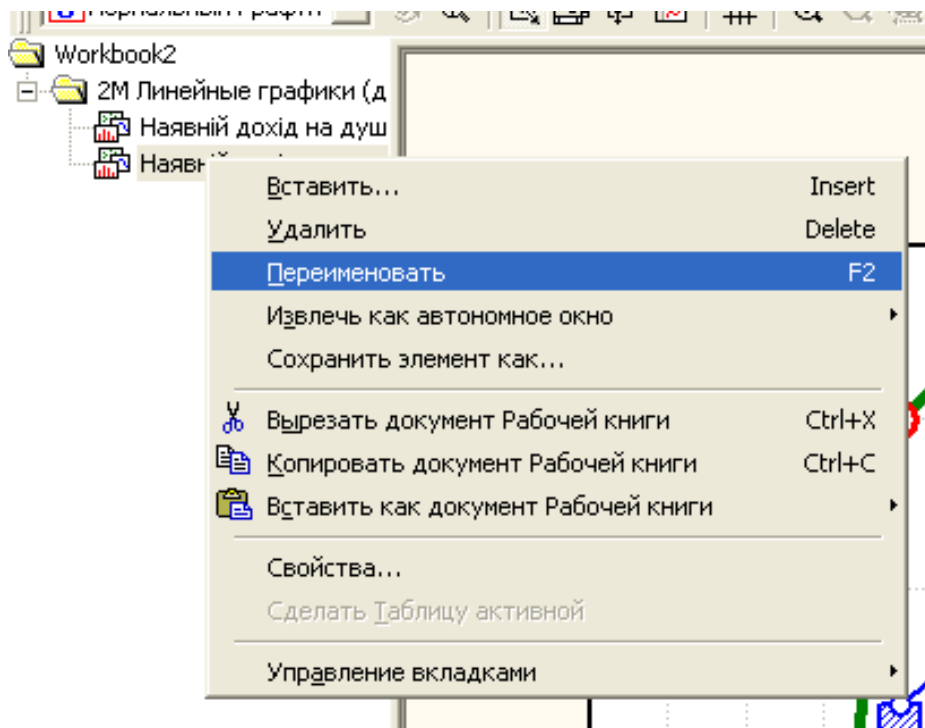 Нормальный
Workbook2
2М Линейные графики (д
Наявній дохід на душ
Наявн
Вставить... Insert
Удалить Delete
Переименовать F2
Извлечь как автономное окно
Сохранить элемент как...
Вырезать документ Рабочей книги Ctrl+X
Копировать документ Рабочей книги Ctrl+C
Вставить как документ Рабочей книги
Свойства...
Сделать Таблицу активной
Управление вкладками